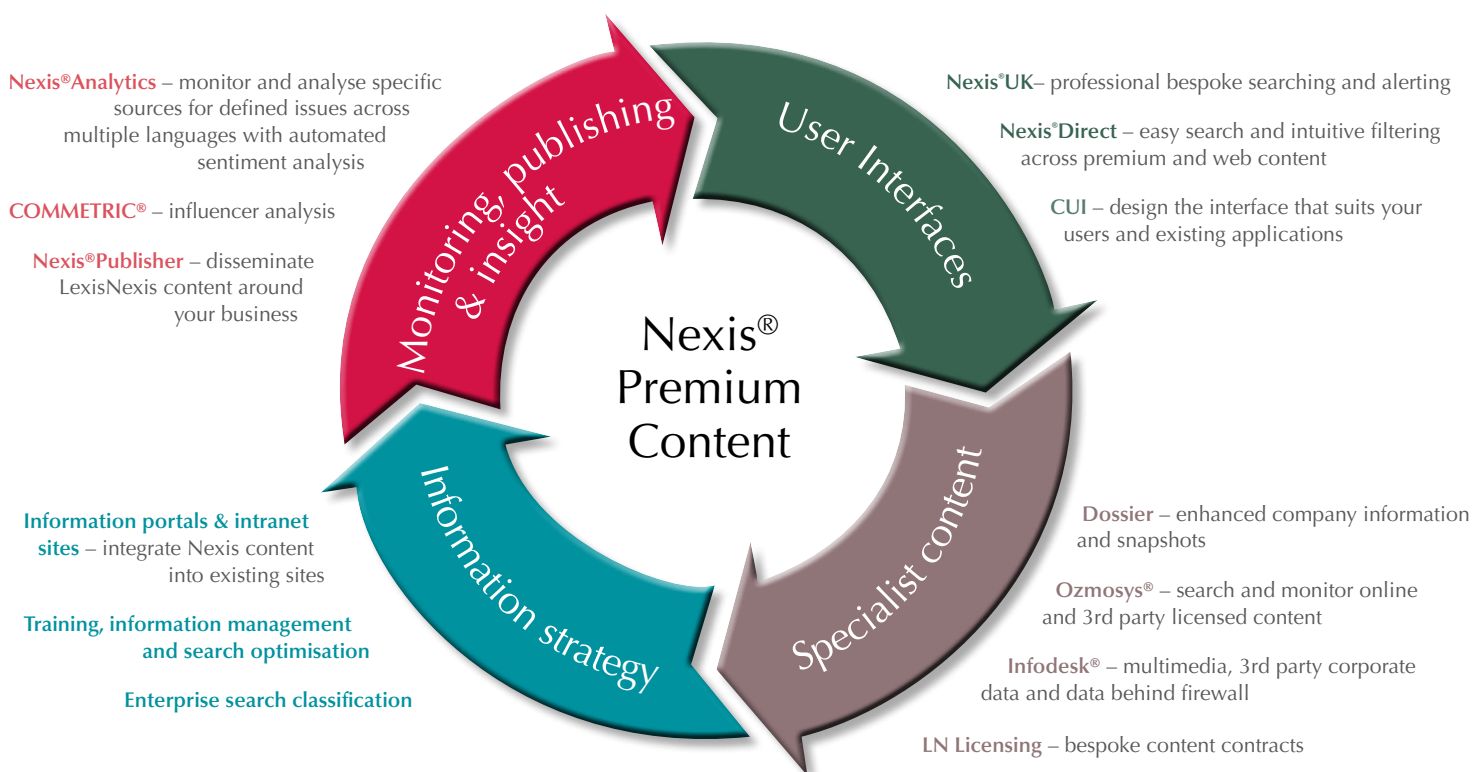 Nexis®Analytics – monitor and analyse specific
sources for defined issues across
multiple languages with automated
sentiment analysis
COMMETRIC® – influencer analysis
Nexis®Publisher – disseminate
LexisNexis content around
your business
Monitoring, publishing
& insight
User Interfaces
Nexis®UK– professional bespoke searching and alerting
Nexis®Direct – easy search and intuitive filtering
across premium and web content
CUI – design the interface that suits your
users and existing applications
Nexis®
Premium
Content
Information portals & intranet
sites – integrate Nexis content
into existing sites
Training, information management
and search optimisation
Enterprise search classification
Information strategy
Specialist content
Dossier – enhanced company information
and snapshots
Ozmosys® – search and monitor online
and 3rd party licensed content
Infodesk® – multimedia, 3rd party corporate
data and data behind firewall
LN Licensing – bespoke content contracts